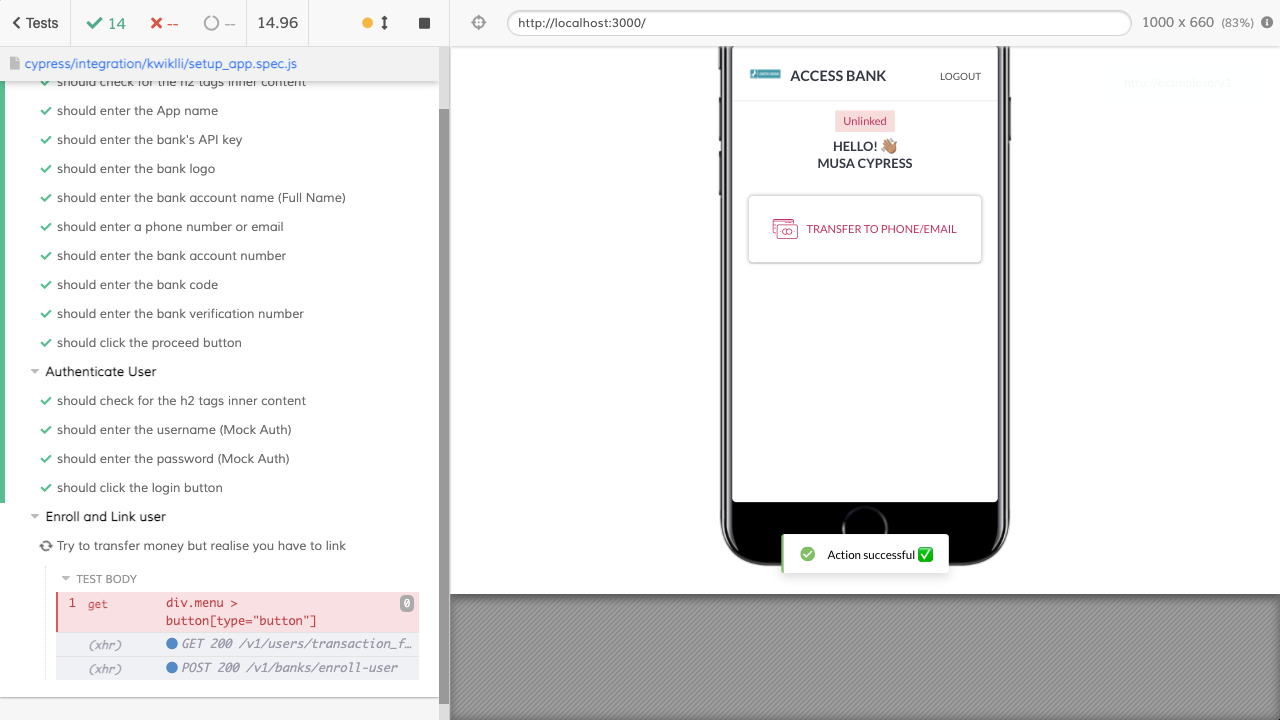 Tests
14
--
--
14.96
http://localhost:3000/
1000 x 660 (83%)
cypress/integration/kwiklli/setup_app.spec.js
should check for the h2 tags inner content
should enter the App name
should enter the bank's API key
should enter the bank logo
should enter the bank account name (Full Name)
should enter a phone number or email
should enter the bank account number
should enter the bank code
should enter the bank verification number
should click the proceed button
Authenticate User
should check for the h2 tags inner content
should enter the username (Mock Auth)
should enter the password (Mock Auth)
should click the login button
Enroll and Link user
Try to transfer money but realise you have to link
TEST BODY
1 get div.menu > 0
button[type="button"]
(xhr) GET 200 /v1/users/transaction_f...
(xhr) POST 200 /v1/banks/enroll-user
ACCESS BANK
LOGOUT
Unlinked
HELLO! 👋🏽
MUSA CYPRESS
TRANSFER TO PHONE/EMAIL
Action successful ✅